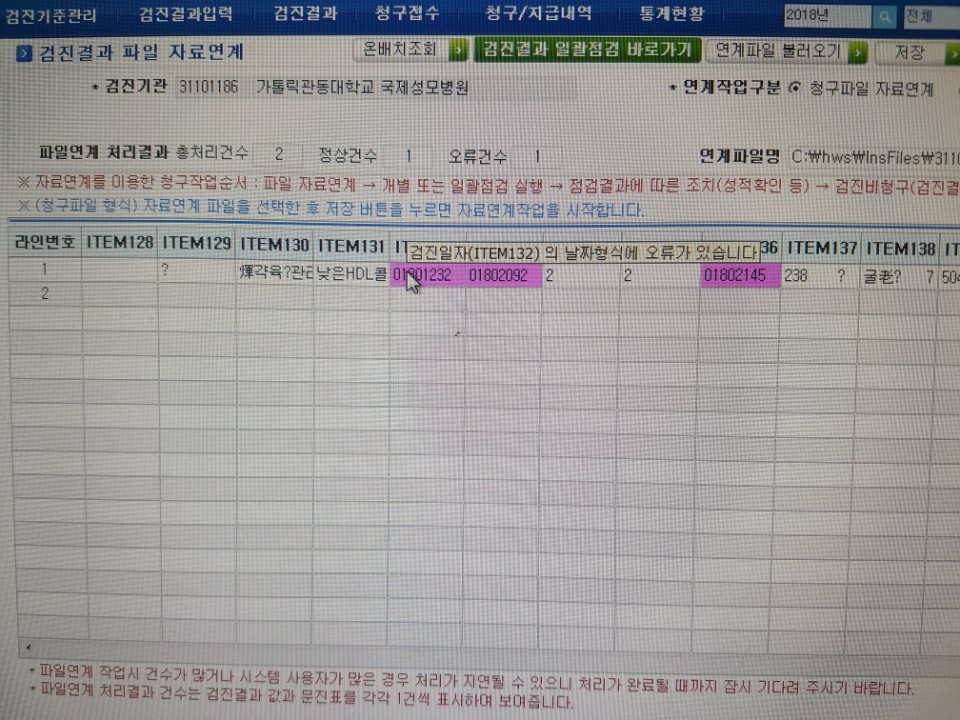 검진기준관리 검진결과입력 검진결과 청구접수 청구/지급내역 통계현황 2018년 전체
검진결과 파일 자료연계 온배치조회 검진결과 일괄점검 바로가기 연계파일 불러오기 저장
* 검진기관 31101186 가톨릭관동대학교 국제성모병원 * 연계작업구분 청구파일 자료연계
파일연계 처리결과 총처리건수 2 정상건수 1 오류건수 1 연계파일명 C:₩hws₩InsFiles₩3110
※ 자료연계를 이용한 청구작업순서 : 파일 자료연계 → 개별 또는 일괄점검 실행 → 점검결과에 따른 조치(성적확인 등) → 검진비청구(검진결
※ (청구파일 형식) 자료연계 파일을 선택한 후 저장 버튼을 누르면 자료연계작업을 시작합니다.
라인번호 ITEM128 ITEM129 ITEM130 ITEM131 IT 검진일자(ITEM132) 의 날짜형식에 오류가 있습니다 36 ITEM137 ITEM138 IT
1 ? 낮은HDL콜 01801232 01802092 2 2 01802145 238 ? 굴老? 7 504
2
* 파일연계 작업시 건수가 많거나 시스템 사용자가 많은 경우 처리가 지연될 수 있으니 처리가 완료될 때까지 잠시 기다려 주시기 바랍니다.
* 파일연계 처리결과 건수는 검진결과 값과 문진표를 각각 1건씩 표시하여 보여줍니다.